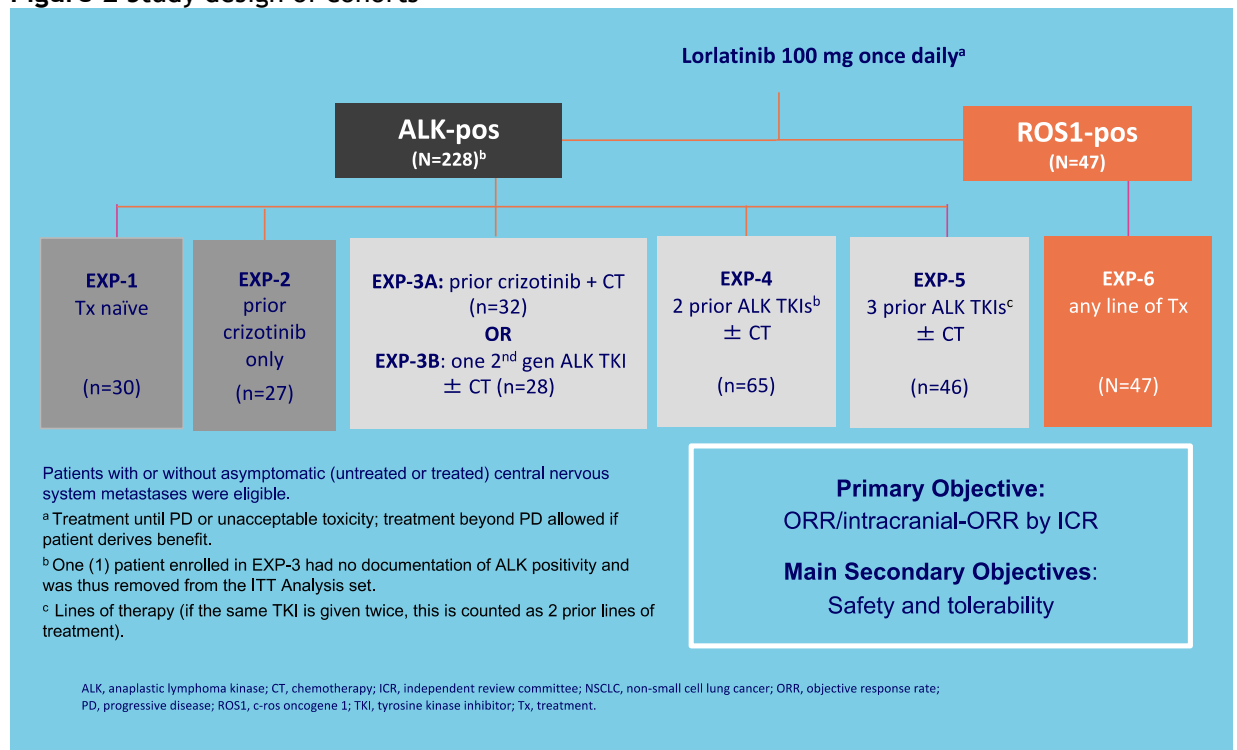 Figure 2 Study design of cohorts
Lorlatinib 100 mg once dailyᵃ
ALK-pos
(N=228)ᵇ
ROS1-pos
(N=47)
EXP-1
Tx naïve
(n=30)
EXP-2
prior
crizotinib
only
(n=27)
EXP-3A: prior crizotinib + CT
(n=32)
OR
EXP-3B: one 2ⁿᵈ gen ALK TKI
± CT (n=28)
EXP-4
2 prior ALK TKIsᵇ
± CT
(n=65)
EXP-5
3 prior ALK TKIsᶜ
± CT
(n=46)
EXP-6
any line of Tx
(N=47)
Patients with or without asymptomatic (untreated or treated) central nervous
system metastases were eligible.
ᵃ Treatment until PD or unacceptable toxicity; treatment beyond PD allowed if
patient derives benefit.
ᵇ One (1) patient enrolled in EXP-3 had no documentation of ALK positivity and
was thus removed from the ITT Analysis set.
ᶜ Lines of therapy (if the same TKI is given twice, this is counted as 2 prior lines of
treatment).
Primary Objective:
ORR/intracranial-ORR by ICR
Main Secondary Objectives:
Safety and tolerability
ALK, anaplastic lymphoma kinase; CT, chemotherapy; ICR, independent review committee; NSCLC, non-small cell lung cancer; ORR, objective response rate;
PD, progressive disease; ROS1, c-ros oncogene 1; TKI, tyrosine kinase inhibitor; Tx, treatment.